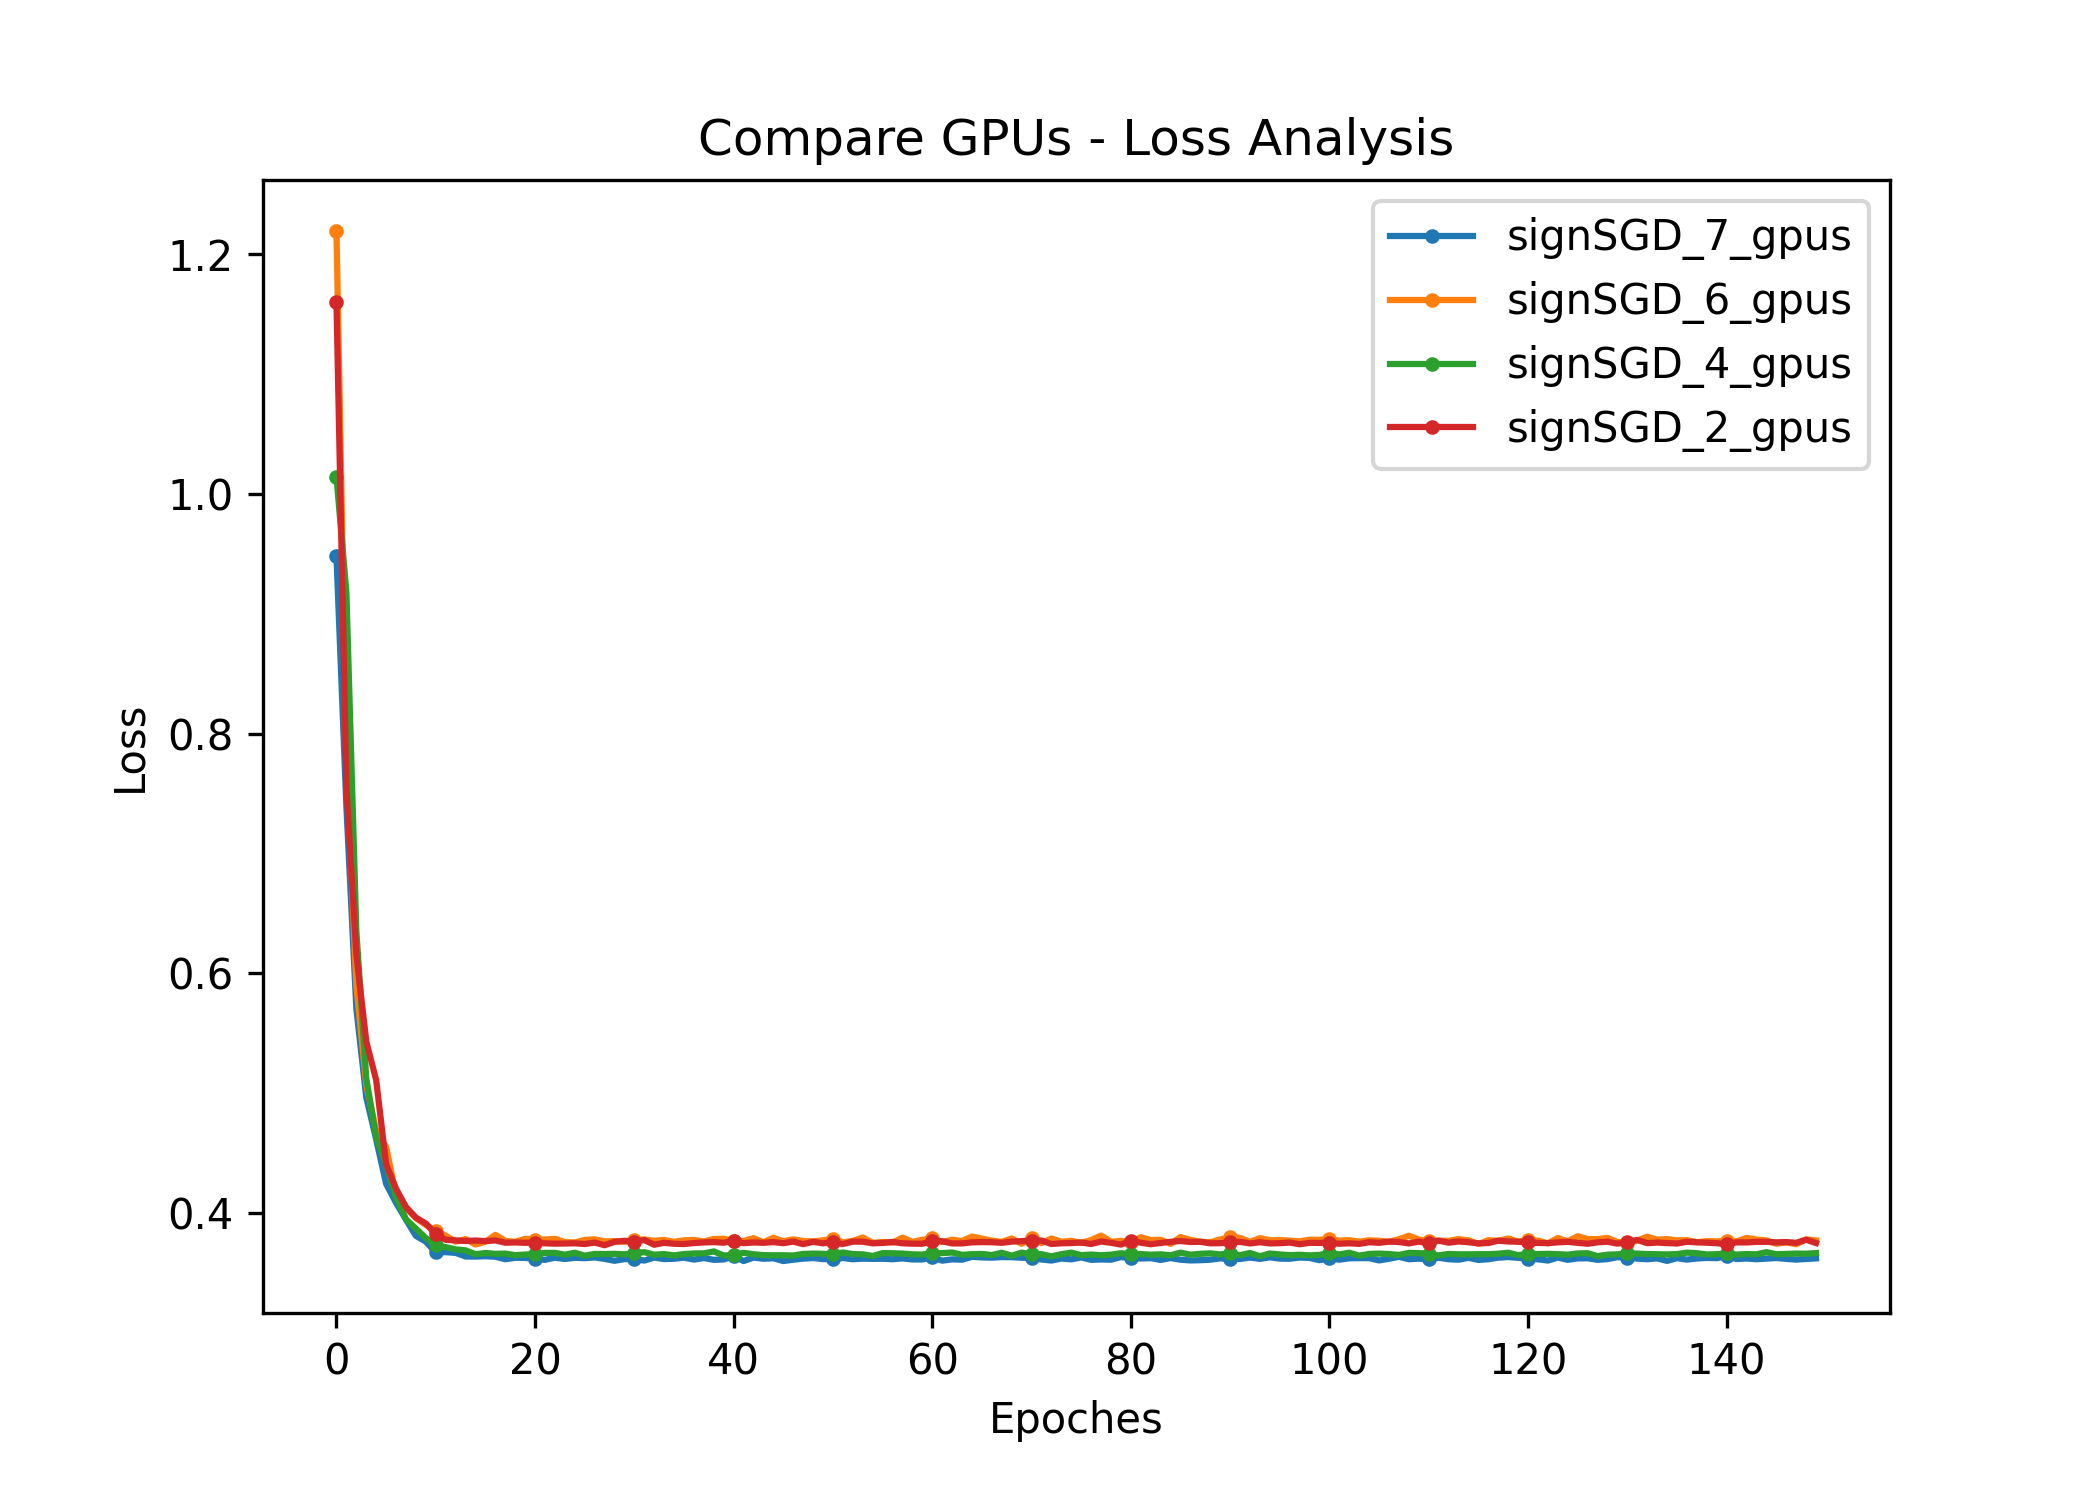 Compare GPUs - Loss Analysis
signSGD_7_gpus
signSGD_6_gpus
signSGD_4_gpus
signSGD_2_gpus
1.2
1.0
0.8
0.6
0.4
Loss
0 20 40 60 80 100 120 140
Epoches